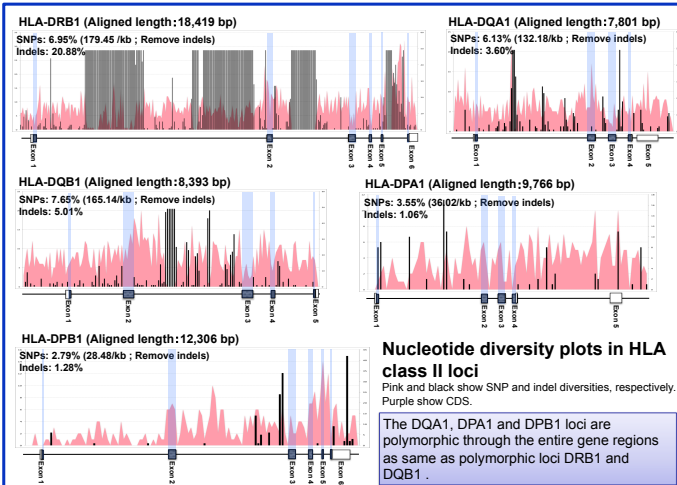 HLA-DRB1 (Aligned length:18,419 bp)
SNPs: 6.95% (179.45 /kb ; Remove indels)
Indels: 20.88%
Exon 1
Exon 2
Exon 3
Exon 4
Exon 5
Exon 6
HLA-DQA1 (Aligned length:7,801 bp)
SNPs: 6.13% (132.18/kb ; Remove indels)
Indels: 3.60%
Exon 1
Exon 2
Exon 3
Exon 4
Exon 5
HLA-DQB1 (Aligned length:8,393 bp)
SNPs: 7.65% (165.14/kb ; Remove indels)
Indels: 5.01%
Exon 1
Exon 2
Exon 3
Exon 4
Exon 5
HLA-DPA1 (Aligned length:9,766 bp)
SNPs: 3.55% (36.02/kb ; Remove indels)
Indels: 1.06%
Exon 1
Exon 2
Exon 3
Exon 4
Exon 5
HLA-DPB1 (Aligned length:12,306 bp)
SNPs: 2.79% (28.48/kb ; Remove indels)
Indels: 1.28%
Exon 1
Exon 2
Exon 3
Exon 4
Exon 5
Exon 6
Nucleotide diversity plots in HLA
class II loci
Pink and black show SNP and indel diversities, respectively.
Purple show CDS.
The DQA1, DPA1 and DPB1 loci are
polymorphic through the entire gene regions
as same as polymorphic loci DRB1 and
DQB1 .